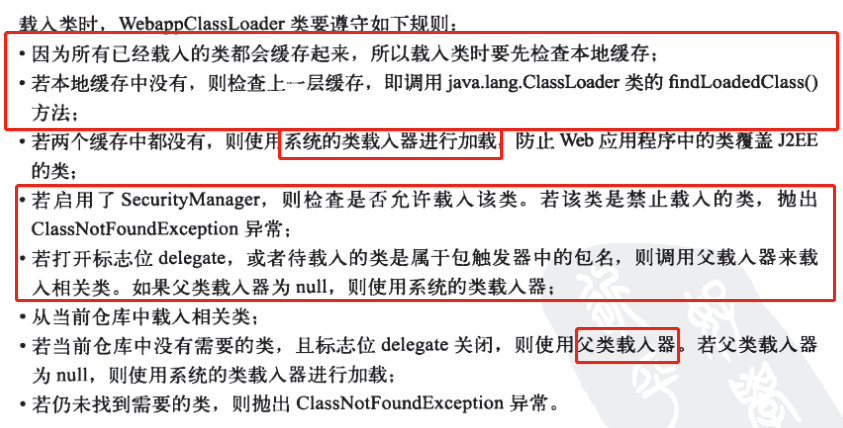 载入类时，WebappClassLoader 类要遵守如下规则：
• 因为所有已经载入的类都会缓存起来，所以载入类时要先检查本地缓存；
• 若本地缓存中没有，则检查上一层缓存，即调用 java.lang.ClassLoader 类的 findLoadedClass()
方法；
• 若两个缓存中都没有，则使用系统的类载入器进行加载，防止 Web 应用程序中的类覆盖 J2EE
的类；
• 若启用了 SecurityManager，则检查是否允许载入该类。若该类是禁止载入的类，抛出
ClassNotFoundException 异常；
• 若打开标志位 delegate，或者待载入的类是属于包触发器中的包名，则调用父载入器来载
入相关类。如果父类载入器为 null，则使用系统的类载入器；
• 从当前仓库中载入相关类；
• 若当前仓库中没有需要的类，且标志位 delegate 关闭，则使用父类载入器。若父类载入器
为 null，则使用系统的类载入器进行加载；
• 若仍未找到需要的类，则抛出 ClassNotFoundException 异常。